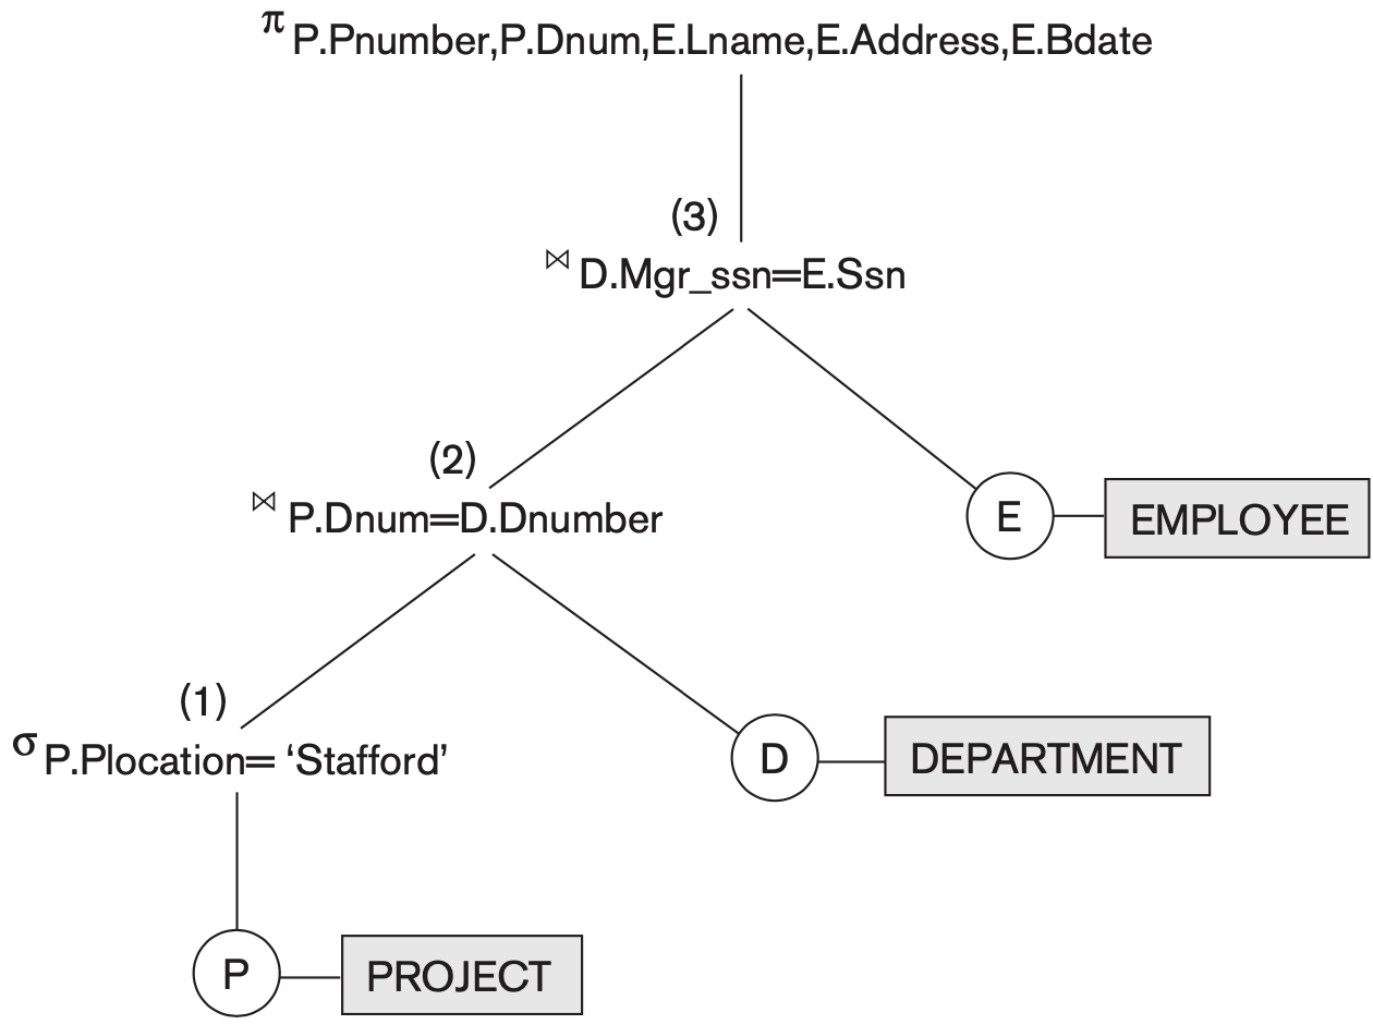 π P.Pnumber,P.Dnum,E.Lname,E.Address,E.Bdate
(3)
⋈ D.Mgr_ssn=E.Ssn
(2)
⋈ P.Dnum=D.Dnumber
E
EMPLOYEE
(1)
σ P.Plocation= ‘Stafford’
D
DEPARTMENT
P
PROJECT